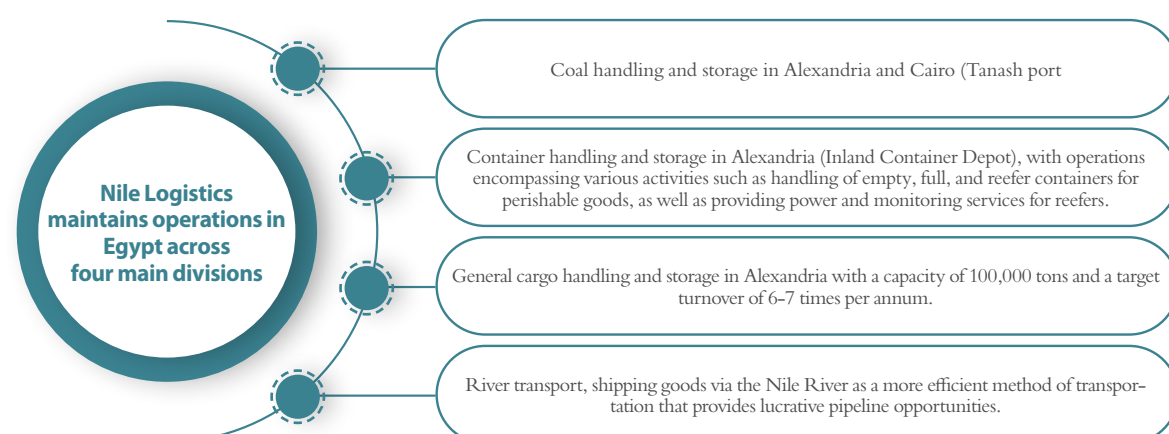 Nile Logistics
maintains operations in
Egypt across
four main divisions
Coal handling and storage in Alexandria and Cairo (Tanash port
Container handling and storage in Alexandria (Inland Container Depot), with operations
encompassing various activities such as handling of empty, full, and reefer containers for
perishable goods, as well as providing power and monitoring services for reefers.
General cargo handling and storage in Alexandria with a capacity of 100,000 tons and a target
turnover of 6-7 times per annum.
River transport, shipping goods via the Nile River as a more efficient method of transpor-
tation that provides lucrative pipeline opportunities.